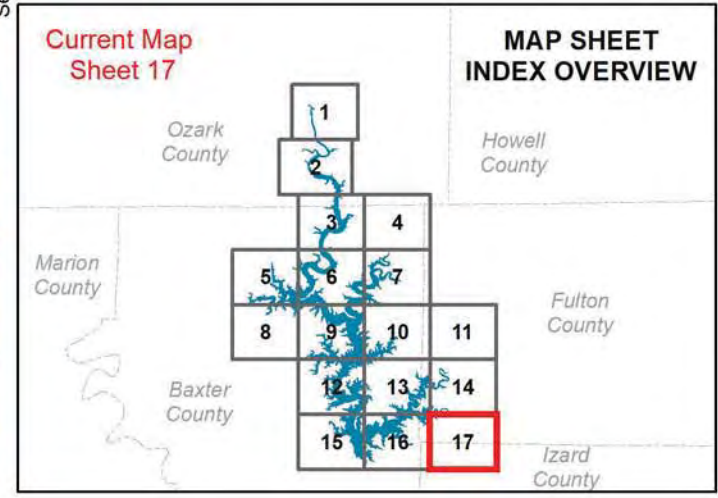 Current Map
Sheet 17
MAP SHEET
INDEX OVERVIEW
1
Ozark
County
Howell
County
2
3
4
Marion
County
5
6
7
Fulton
County
8
9
10
11
Baxter
County
12
13
14
15
16
17
Izard
County